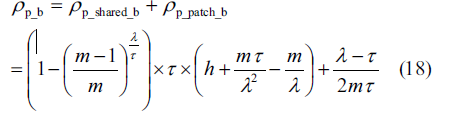 ρp_b = ρp_shared_b + ρp_patch_b
= (1 − ((m − 1)/m)^(λ/τ)) × τ × (h + mτ/λ² − m/λ) + (λ − τ)/2mτ (18)